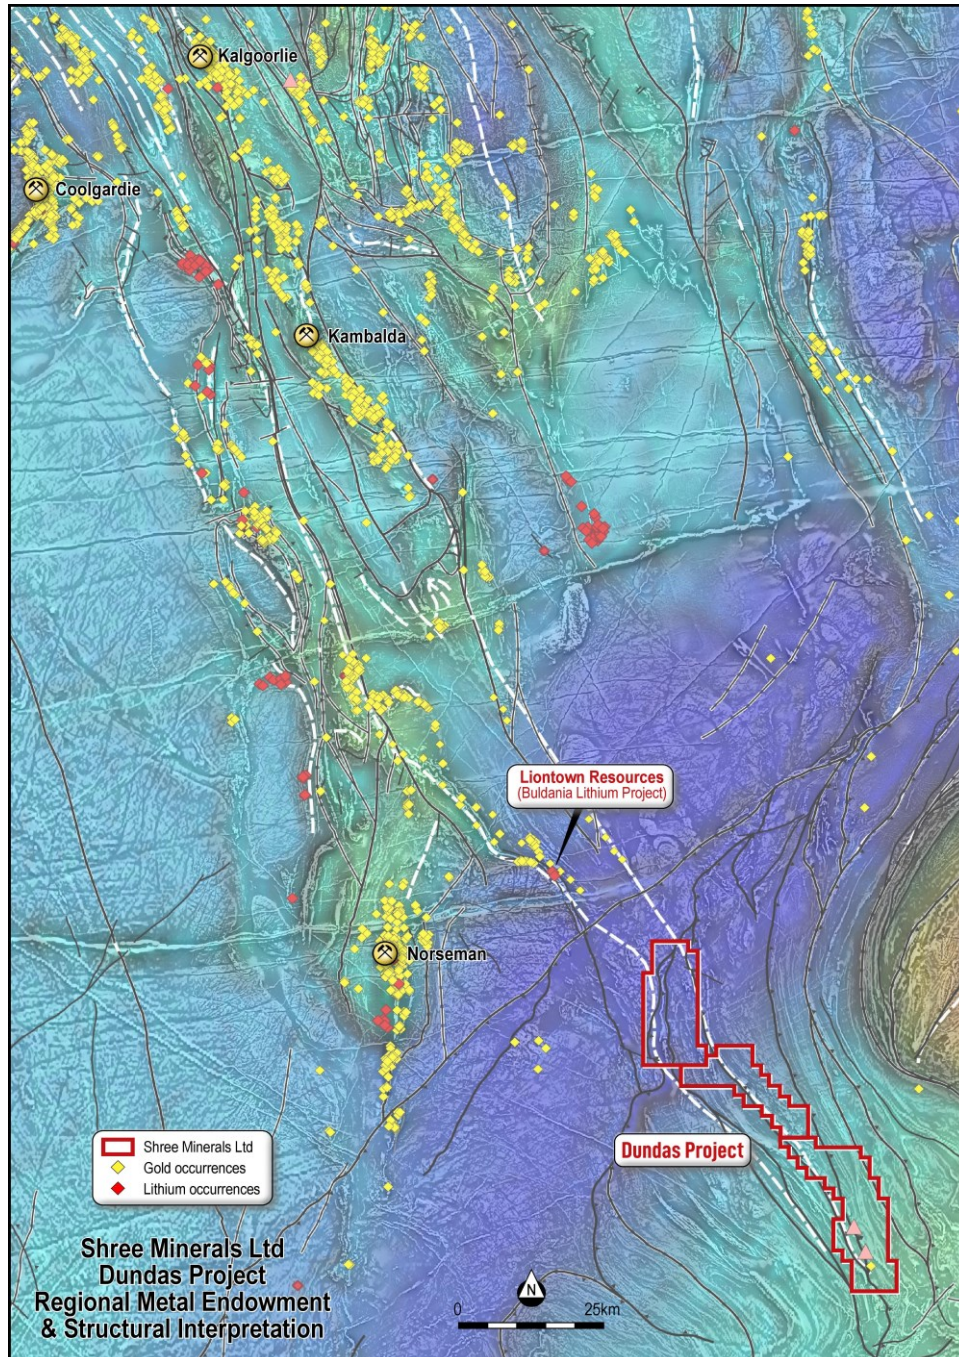 Kalgoorlie
Coolgardie
Kambalda
Liontown Resources
(Buldania Lithium Project)
Norseman
Dundas Project
Shree Minerals Ltd
Gold occurrences
Lithium occurrences
Shree Minerals Ltd
Dundas Project
Regional Metal Endowment
& Structural Interpretation
N
0 25km